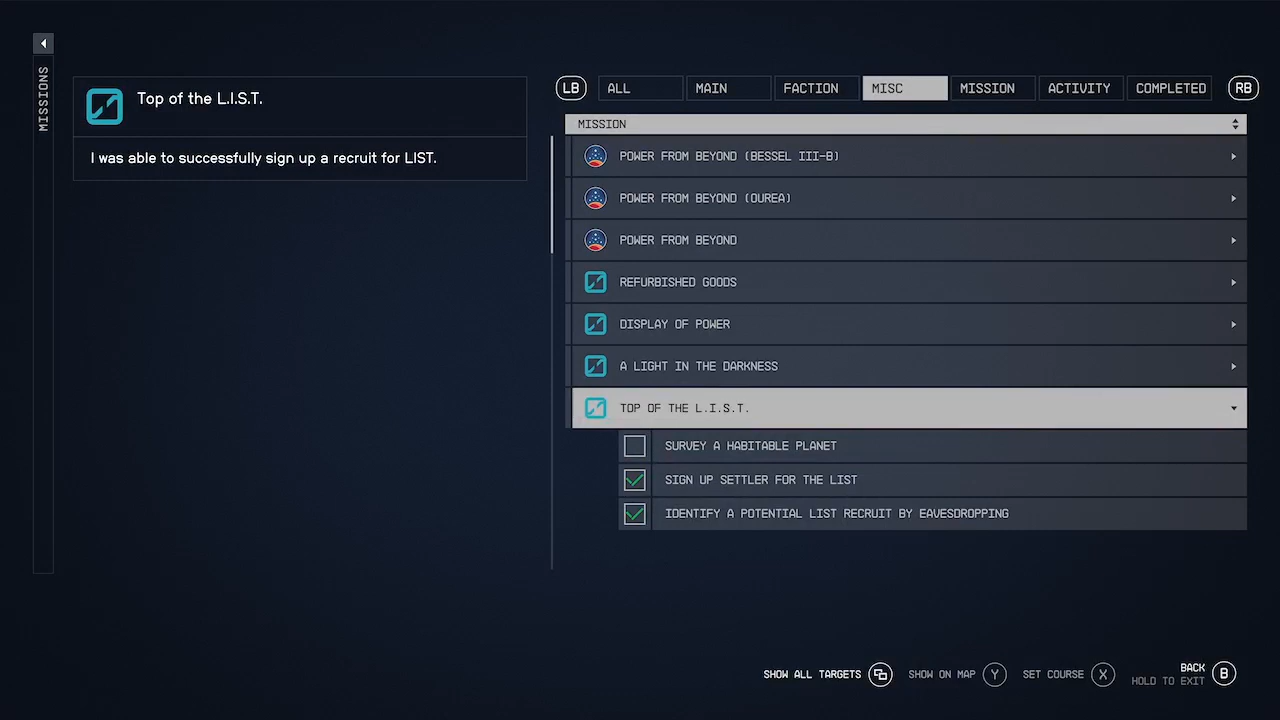 MISSIONS
Top of the L.I.S.T.
I was able to successfully sign up a recruit for LIST.
LB ALL MAIN FACTION MISC MISSION ACTIVITY COMPLETED RB
MISSION
POWER FROM BEYOND (BESSEL III-B)
POWER FROM BEYOND (OUREA)
POWER FROM BEYOND
REFURBISHED GOODS
DISPLAY OF POWER
A LIGHT IN THE DARKNESS
TOP OF THE L.I.S.T.
SURVEY A HABITABLE PLANET
SIGN UP SETTLER FOR THE LIST
IDENTIFY A POTENTIAL LIST RECRUIT BY EAVESDROPPING
SHOW ALL TARGETS SHOW ON MAP Y SET COURSE X BACK B
HOLD TO EXIT